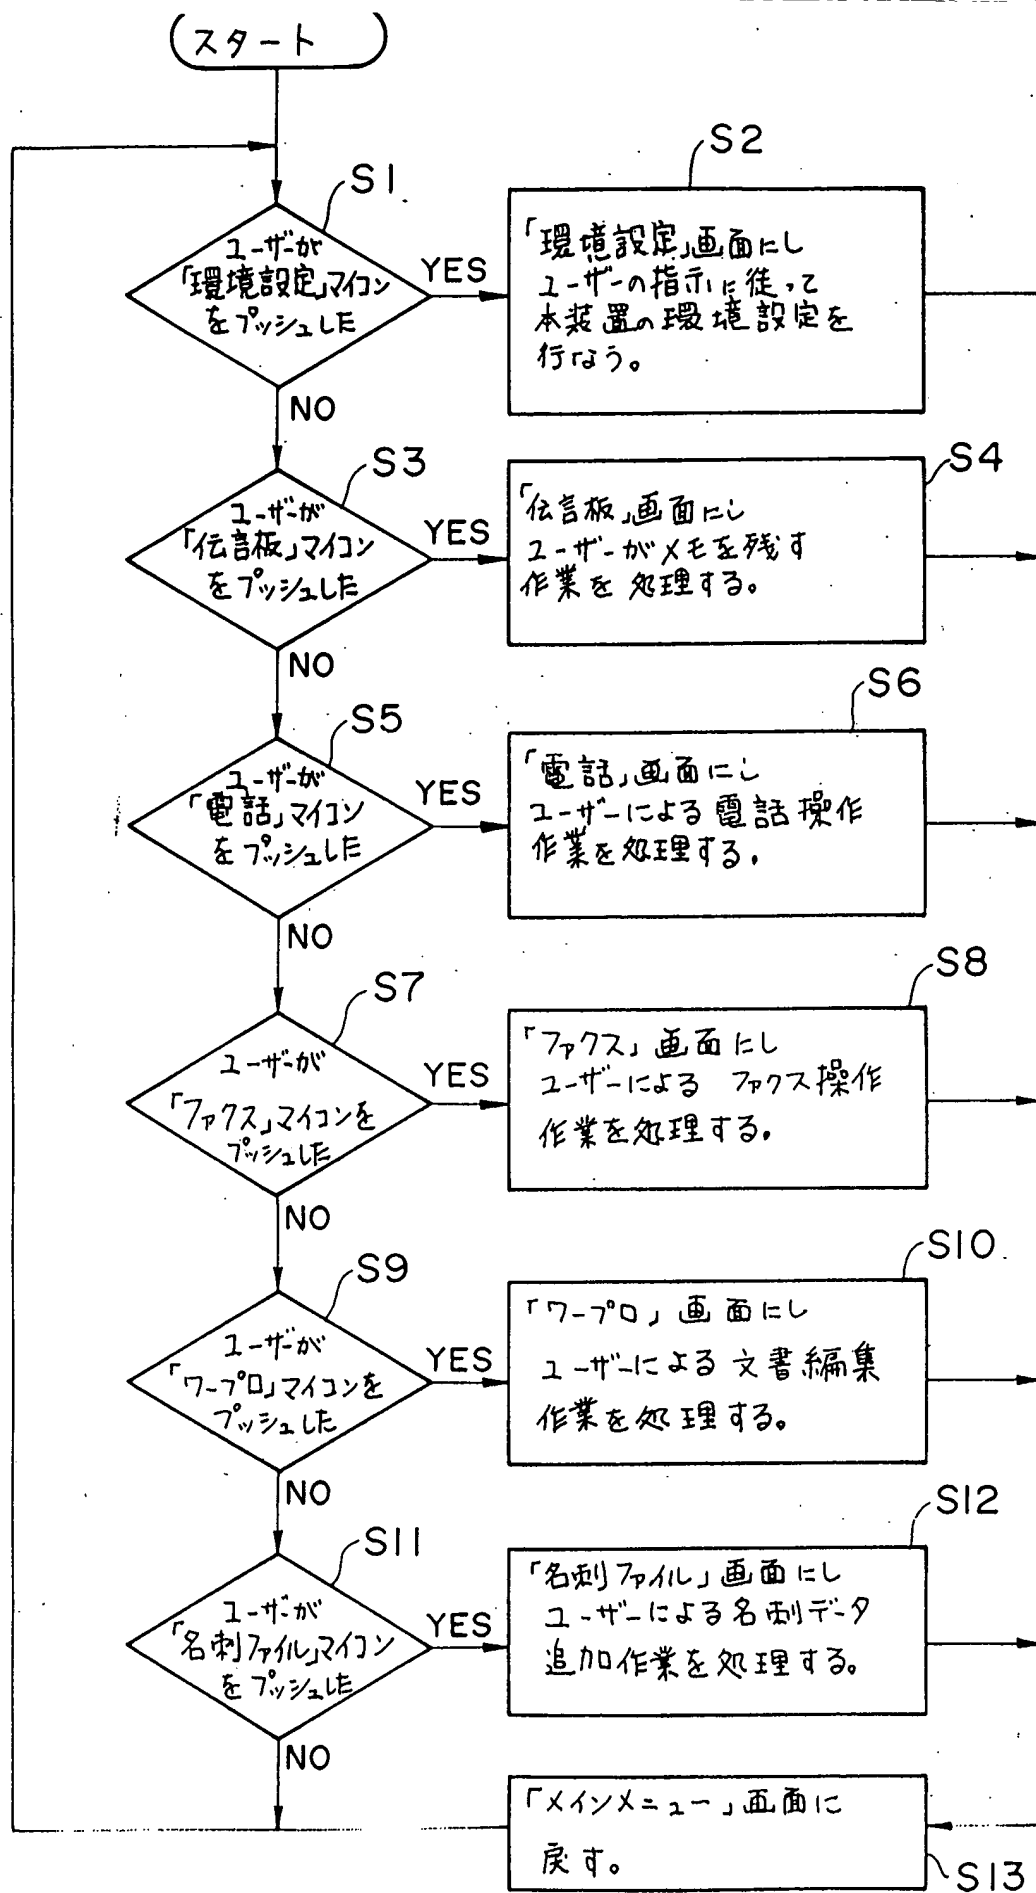 スタート
S1
ユーザーが
「環境設定」マイコン
をプッシュした
YES
NO
S2
「環境設定」画面にし
ユーザーの指示に従って
本装置の環境設定を
行なう。
S3
ユーザーが
「伝言板」マイコン
をプッシュした
YES
NO
S4
「伝言板」画面にし
ユーザーがメモを残す
作業を処理する。
S5
ユーザーが
「電話」マイコン
をプッシュした
YES
NO
S6
「電話」画面にし
ユーザーによる電話操作
作業を処理する.
S7
ユーザーが
「ファクス」マイコンを
プッシュした
YES
NO
S8
「ファクス」画面にし
ユーザーによる ファクス操作
作業を処理する.
S9
ユーザーが
「ワープロ」マイコンを
プッシュした
YES
NO
S10
「ワープロ」画面にし
ユーザーによる文書編集
作業を処理する。
S11
ユーザーが
「名刺ファイル」マイコン
をプッシュした
YES
NO
S12
「名刺ファイル」画面にし
ユーザーによる名刺データ
追加作業を処理する。
「メインメニュー」画面に
戻す。
S13